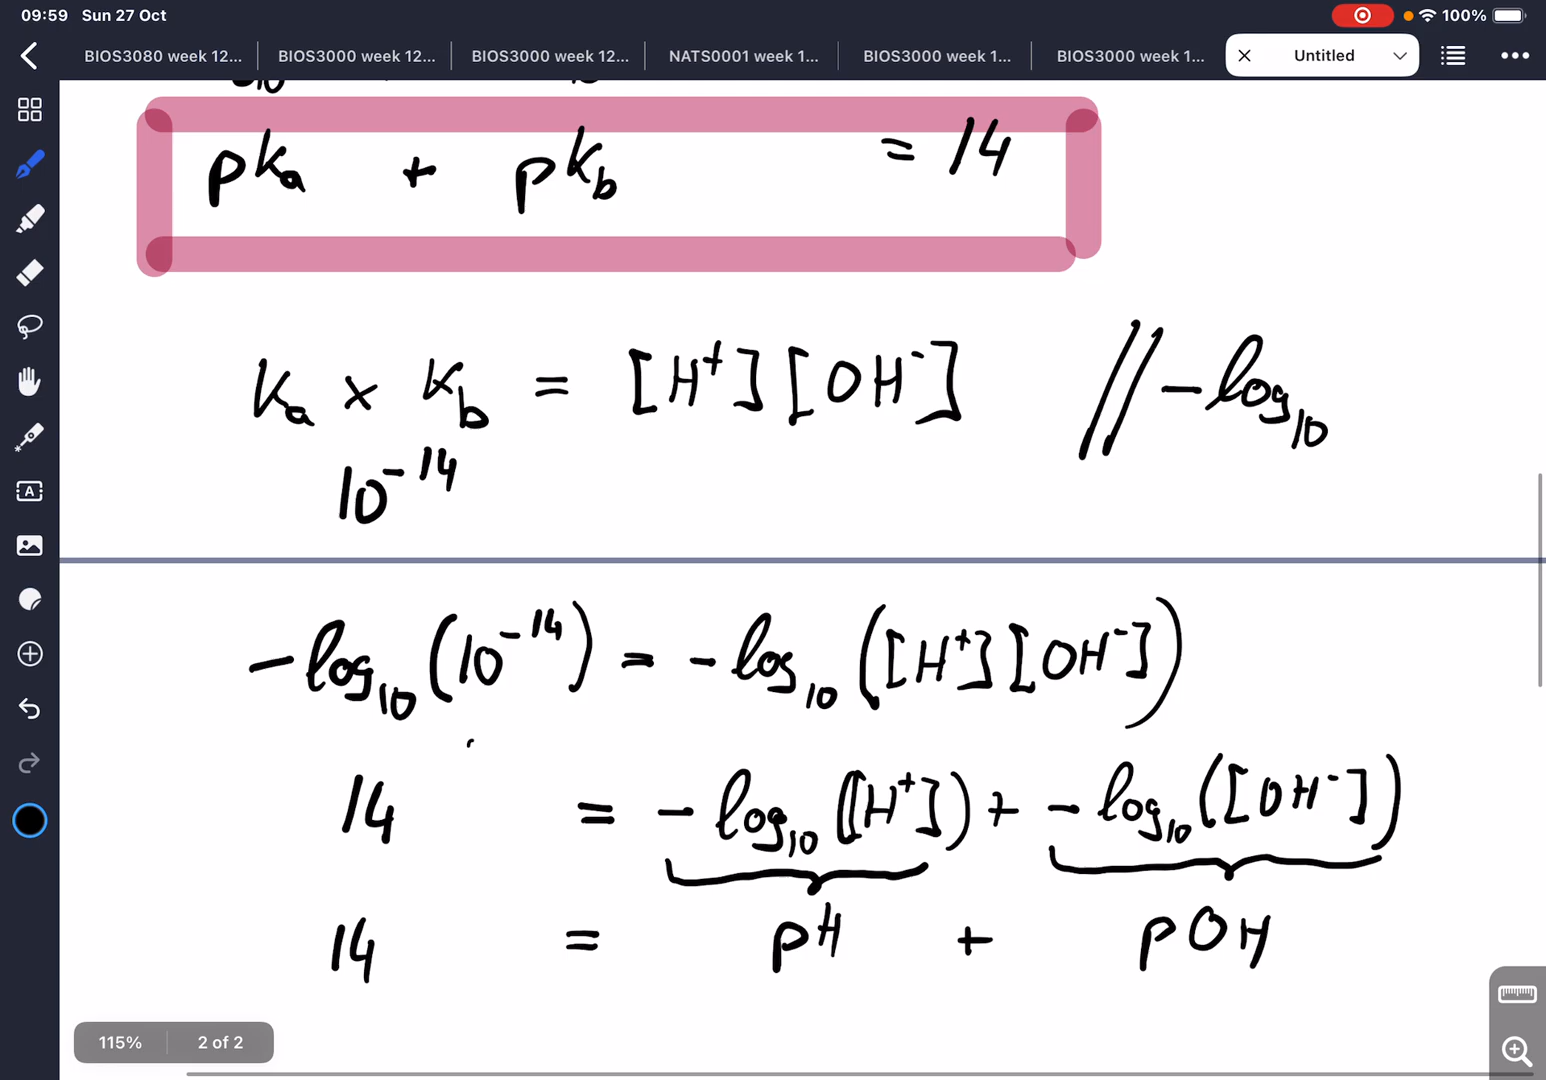 09:59 Sun 27 Oct 100%
BIOS3080 week 12... BIOS3000 week 12... BIOS3000 week 12... NATS0001 week 1... BIOS3000 week 1... BIOS3000 week 1... Untitled
pKa + pKb = 14
Ka × Kb = [H⁺][OH⁻] // -log₁₀
10⁻¹⁴
-log₁₀(10⁻¹⁴) = -log₁₀([H⁺][OH⁻])
14 = -log₁₀([H⁺]) + -log₁₀([OH⁻])
14 = pH + pOH
115% 2 of 2